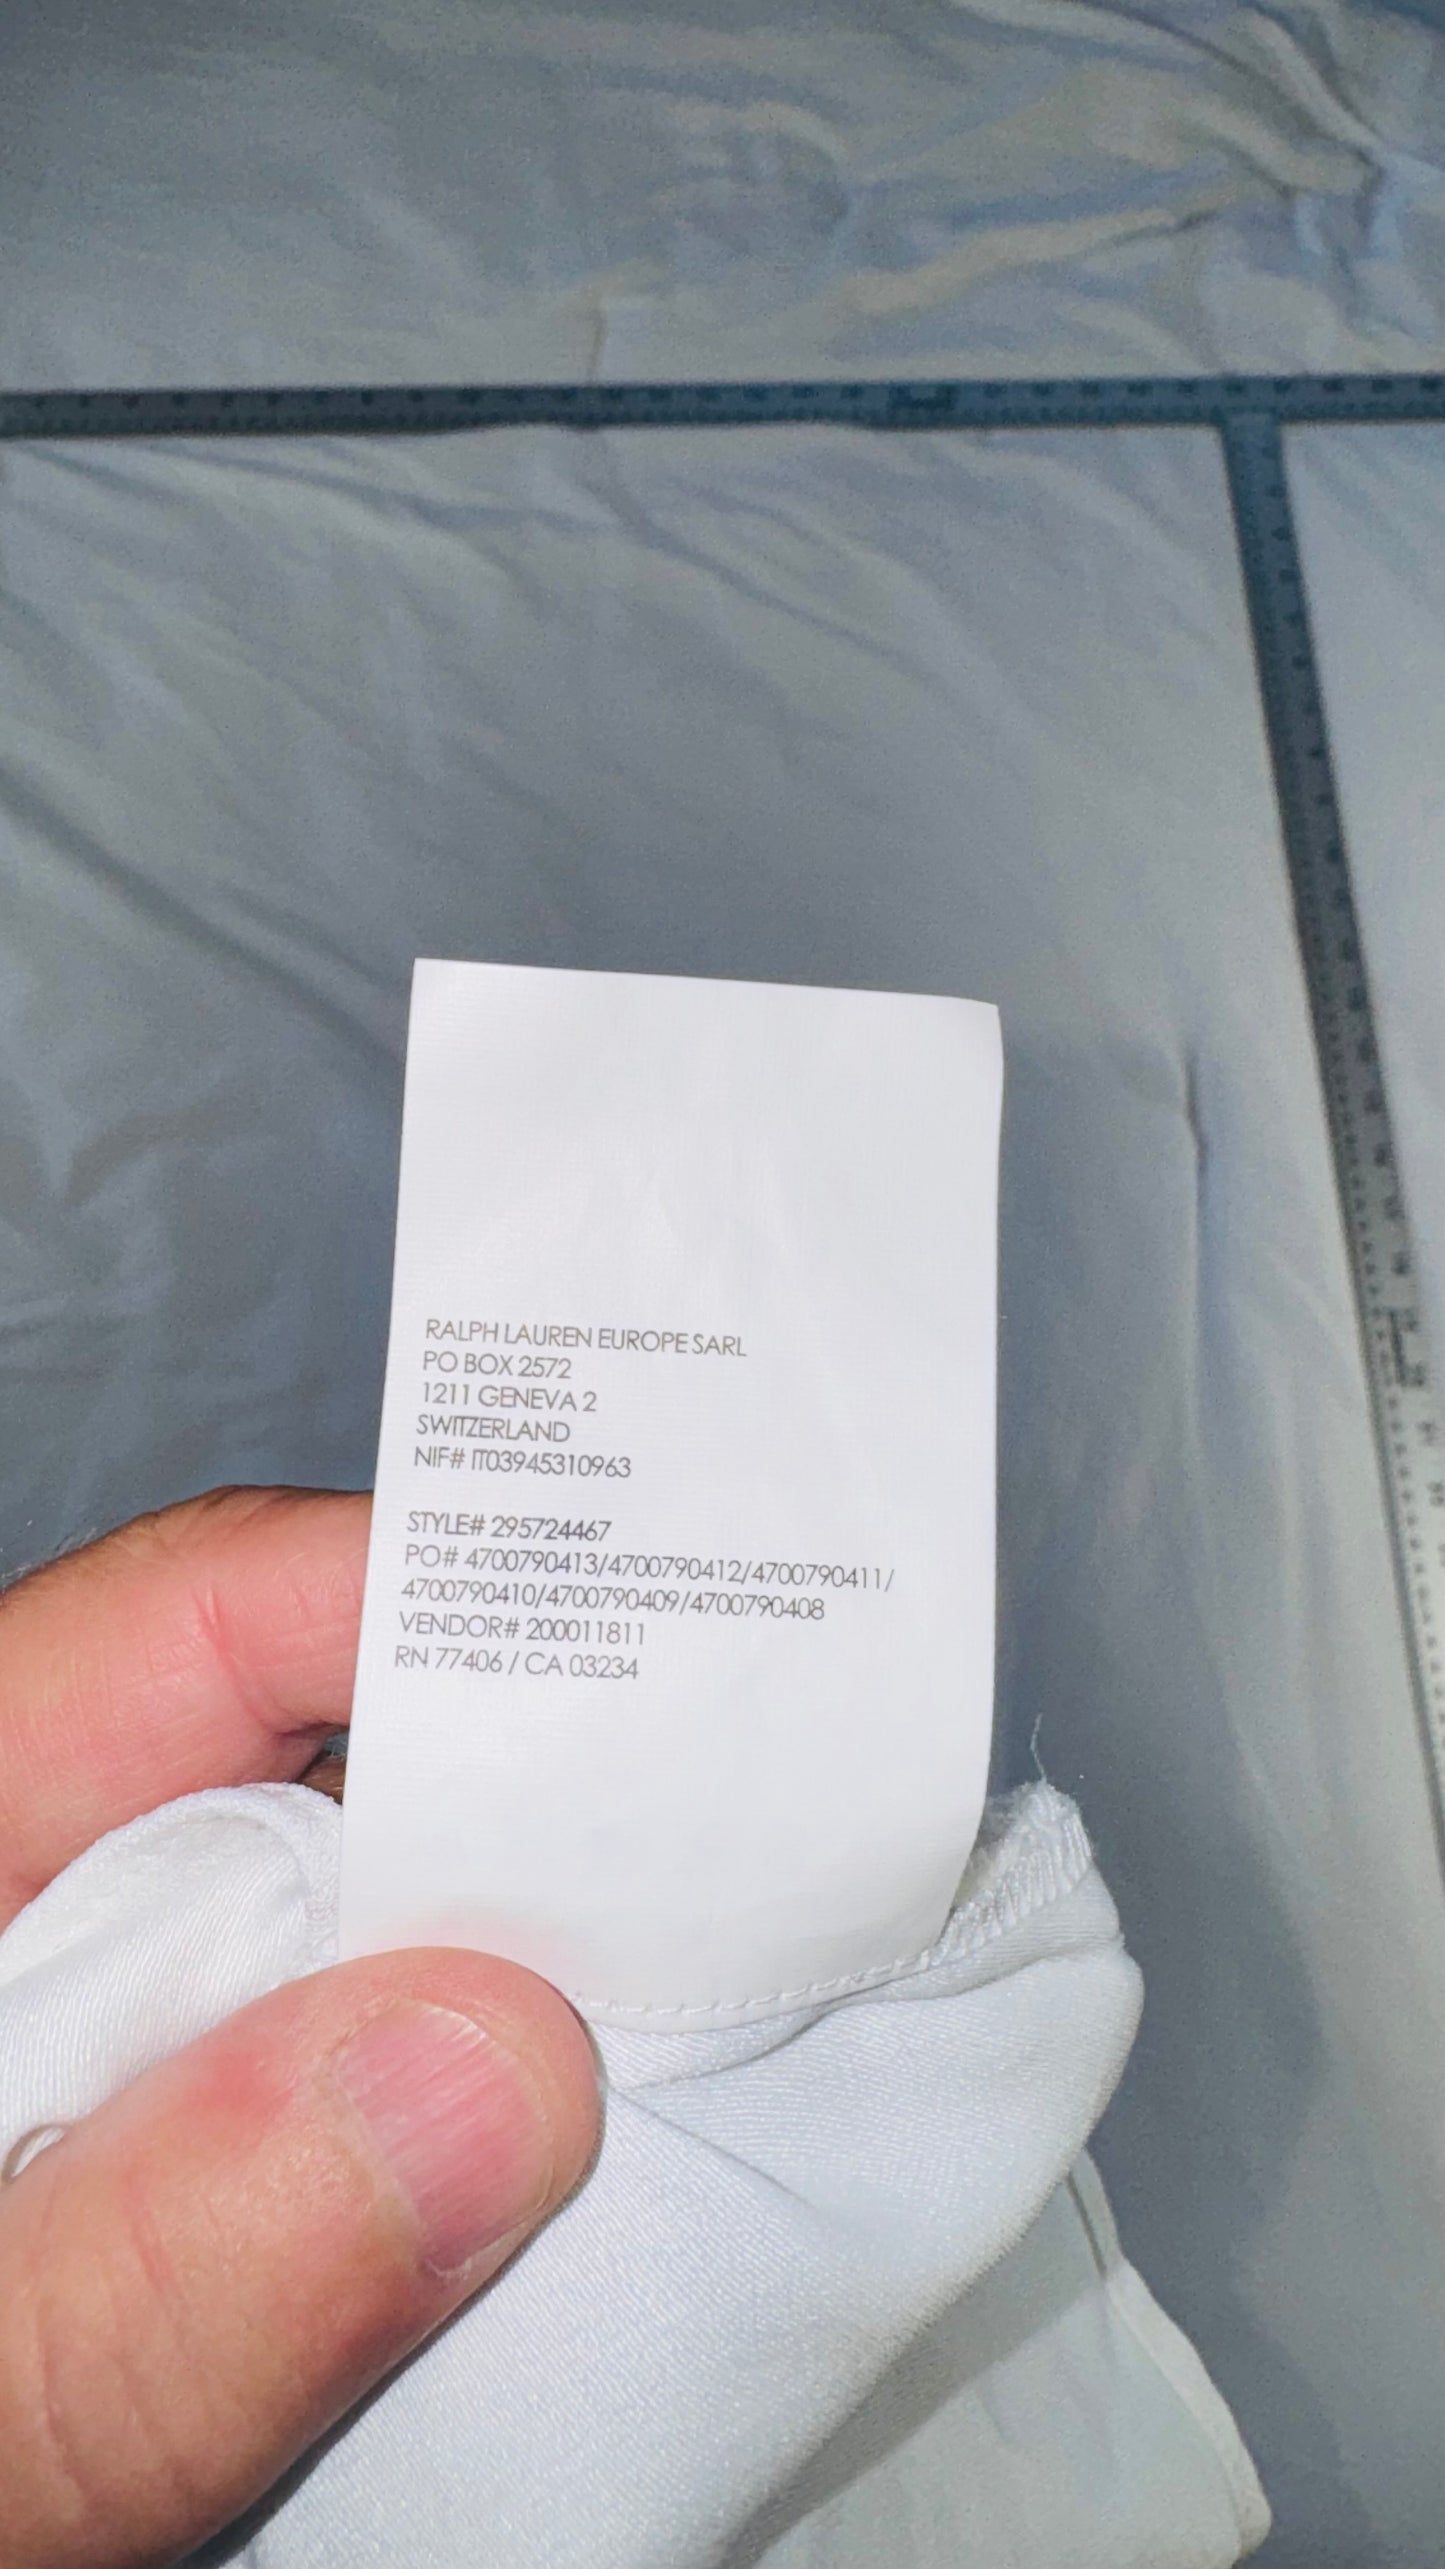 RALPH LAUREN EUROPE SARL
PO BOX 2572
1211 GENEVA 2
SWITZERLAND
NIF# IT03945310963
STYLE# 295724467
PO# 4700790413/4700790412/4700790411/
4700790410/4700790409/4700790408
VENDOR# 200011811
RN 77406 / CA 03234